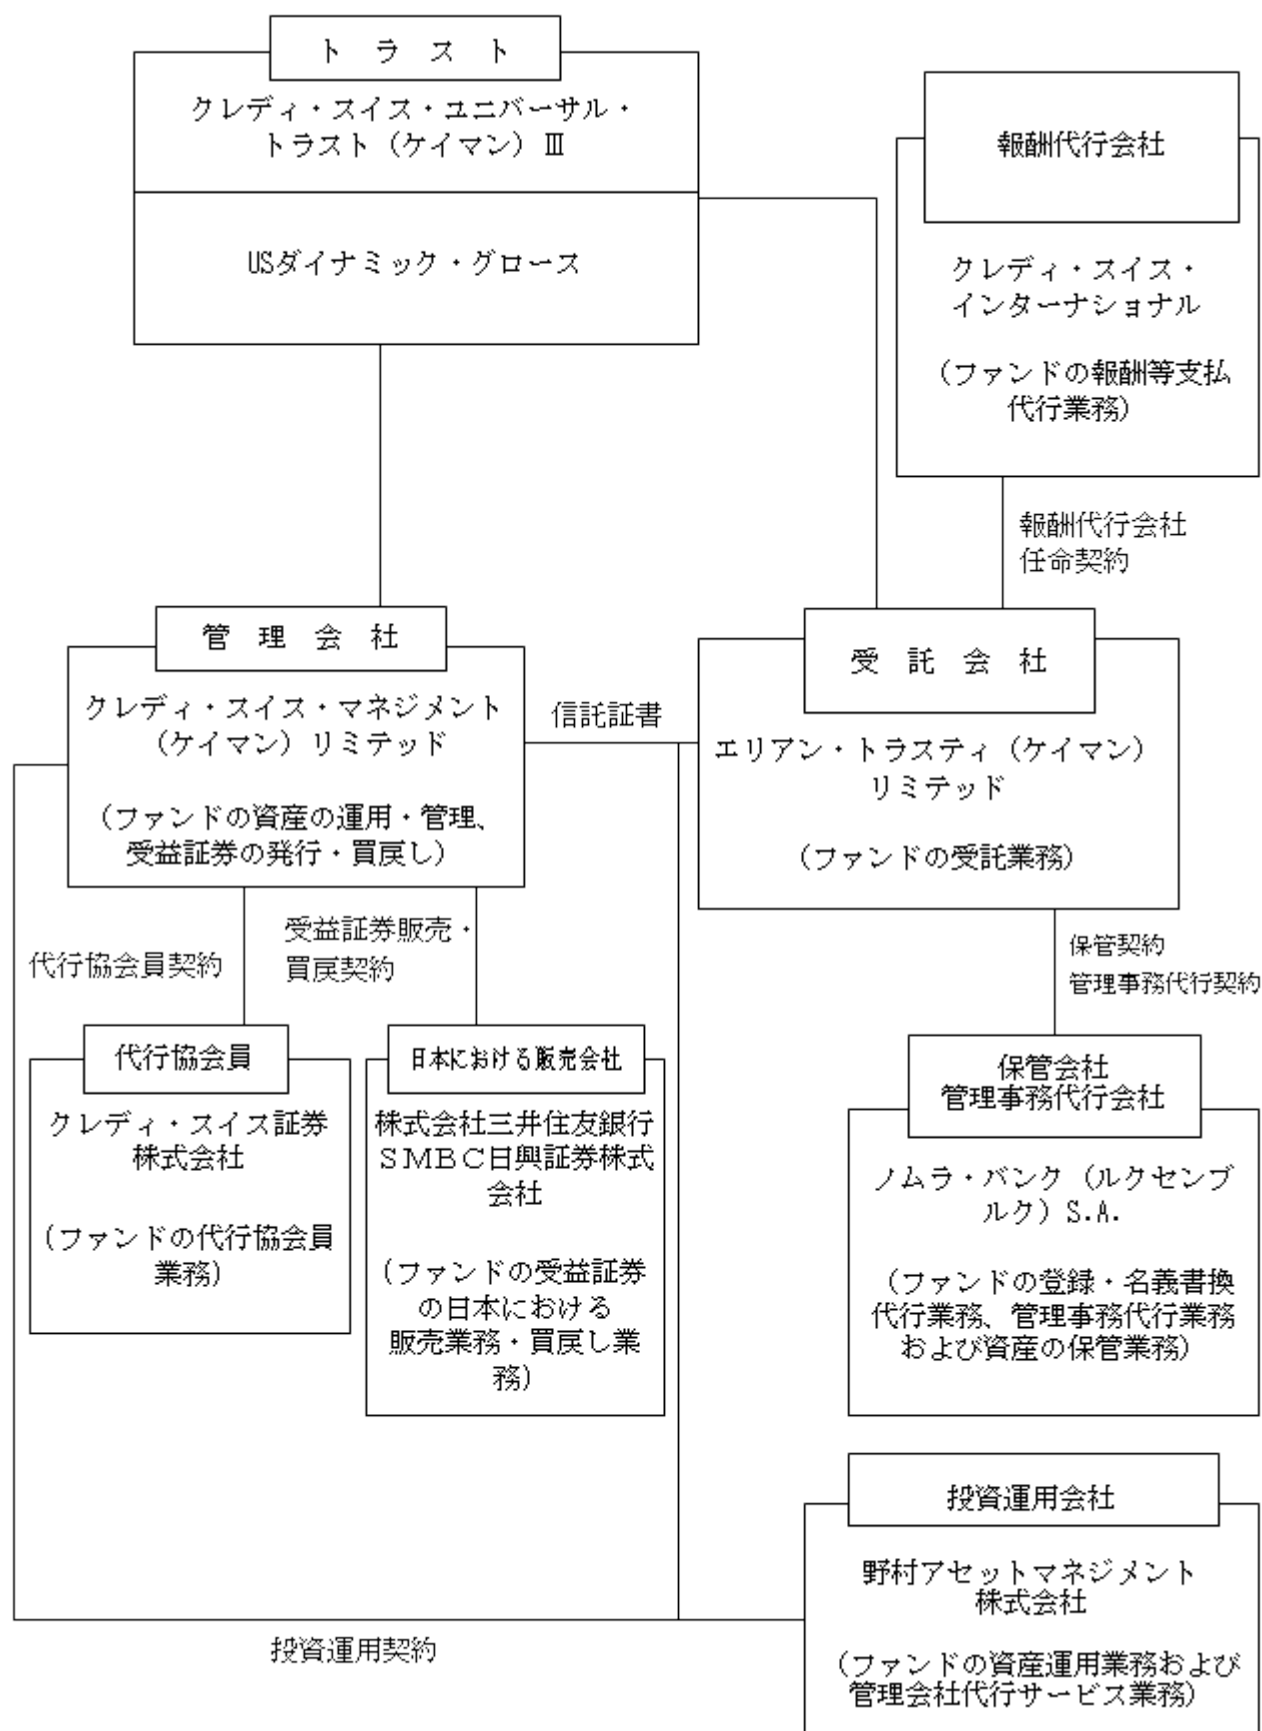 トラスト
クレディ・スイス・ユニバーサル・
トラスト（ケイマン）Ⅲ
USダイナミック・グロース
報酬代行会社
クレディ・スイス・
インターナショナル
（ファンドの報酬等支払
代行業務）
報酬代行会社
任命契約
管理会社
クレディ・スイス・マネジメント
（ケイマン）リミテッド
（ファンドの資産の運用・管理、
受益証券の発行・買戻し）
信託証書
受託会社
エリアン・トラスティ（ケイマン）
リミテッド
（ファンドの受託業務）
代行協会員契約
受益証券販売・
買戻契約
保管契約
管理事務代行契約
代行協会員
クレディ・スイス証券
株式会社
（ファンドの代行協会員
業務）
日本における販売会社
株式会社三井住友銀行
ＳＭＢＣ日興証券株式
会社
（ファンドの受益証券
の日本における
販売業務・買戻し業
務）
保管会社
管理事務代行会社
ノムラ・バンク（ルクセンブ
ルク）S.A.
（ファンドの登録・名義書換
代行業務、管理事務代行業務
および資産の保管業務）
投資運用会社
野村アセットマネジメント
株式会社
（ファンドの資産運用業務および
管理会社代行サービス業務）
投資運用契約